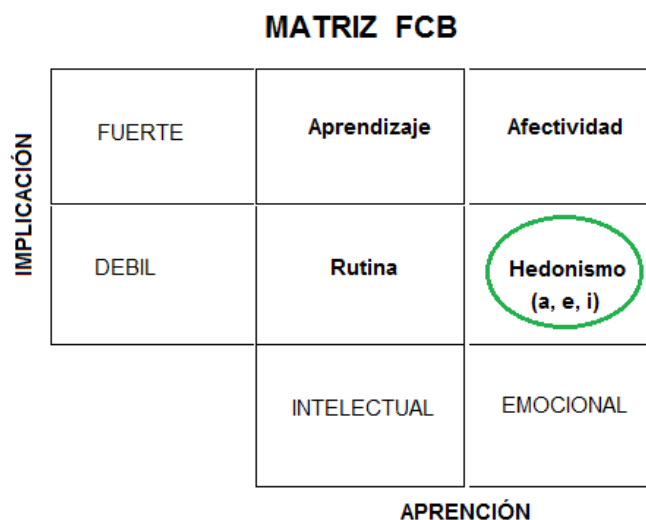 MATRIZ FCB
FUERTE
Aprendizaje
Afectividad
IMPLICACIÓN
DEBIL
Rutina
Hedonismo
(a, e, i)
INTELECTUAL
EMOCIONAL
APRENCIÓN